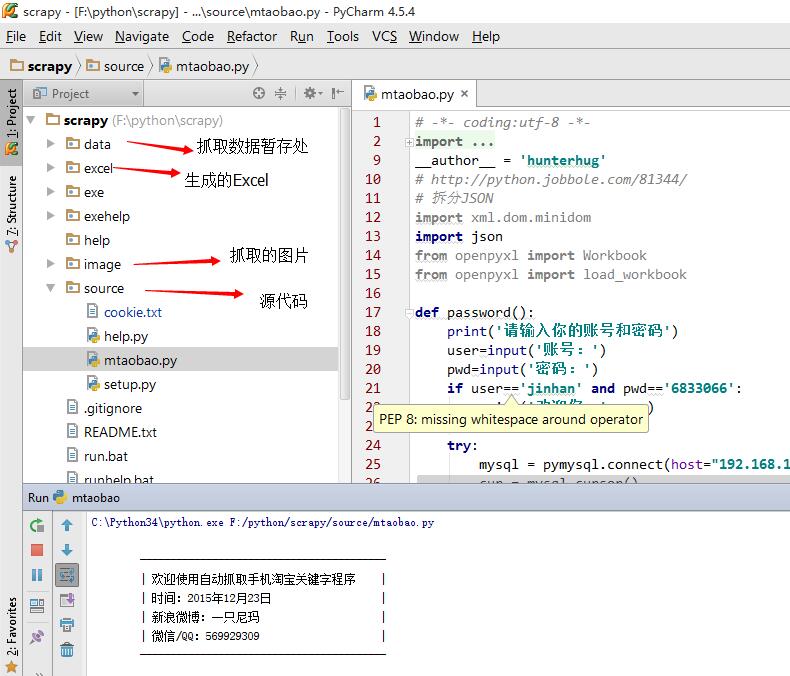 scrapy - [F:\python\scrapy] - ...\source\mtaobao.py - PyCharm 4.5.4
File Edit View Navigate Code Refactor Run Tools VCS Window Help
scrapy source mtaobao.py
1: Project
7: Structure
2: Favorites
Project
scrapy (F:\python\scrapy)
data 抓取数据暂存处
excel 生成的Excel
exe
exehelp
help
image 抓取的图片
source 源代码
cookie.txt
help.py
mtaobao.py
setup.py
.gitignore
README.txt
run.bat
runhelp.bat
mtaobao.py
1 # -*- coding:utf-8 -*-
2 import ...
9 __author__ = 'hunterhug'
10 # http://python.jobbole.com/81344/
11 # 拆分JSON
12 import xml.dom.minidom
13 import json
14 from openpyxl import Workbook
15 from openpyxl import load_workbook
16
17 def password():
18 print('请输入你的账号和密码')
19 user=input('账号：')
20 pwd=input('密码：')
21 if user=='jinhan' and pwd=='6833066':
PEP 8: missing whitespace around operator
24 try:
25 mysql = pymysql.connect(host="192.168.1
26 cur = mysql.cursor()
Run mtaobao
C:\Python34\python.exe F:/python/scrapy/source/mtaobao.py
| 欢迎使用自动抓取手机淘宝关键字程序 |
| 时间：2015年12月23日 |
| 新浪微博：一只尼玛 |
| 微信/QQ：569929309 |